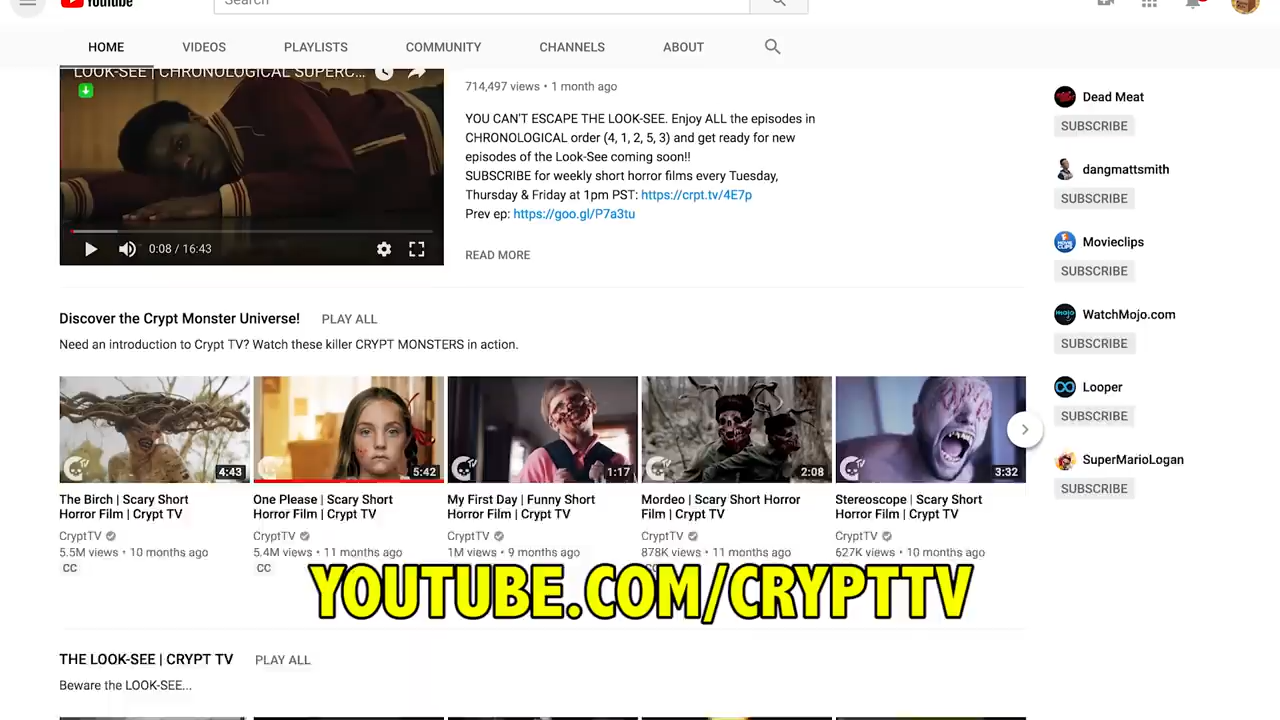 YouTube
Search
HOME VIDEOS PLAYLISTS COMMUNITY CHANNELS ABOUT
LOOK-SEE | CHRONOLOGICAL SUPERC...
0:08 / 16:43
714,497 views • 1 month ago
YOU CAN'T ESCAPE THE LOOK-SEE. Enjoy ALL the episodes in
CHRONOLOGICAL order (4, 1, 2, 5, 3) and get ready for new
episodes of the Look-See coming soon!!
SUBSCRIBE for weekly short horror films every Tuesday,
Thursday & Friday at 1pm PST: https://crpt.tv/4E7p
Prev ep: https://goo.gl/P7a3tu
READ MORE
Discover the Crypt Monster Universe! PLAY ALL
Need an introduction to Crypt TV? Watch these killer CRYPT MONSTERS in action.
4:43
The Birch | Scary Short
Horror Film | Crypt TV
CryptTV
5.5M views • 10 months ago
CC
5:42
One Please | Scary Short
Horror Film | Crypt TV
CryptTV
5.4M views • 11 months ago
CC
1:17
My First Day | Funny Short
Horror Film | Crypt TV
CryptTV
1M views • 9 months ago
2:08
Mordeo | Scary Short Horror
Film | Crypt TV
CryptTV
878K views • 11 months ago
CC
3:32
Stereoscope | Scary Short
Horror Film | Crypt TV
CryptTV
627K views • 10 months ago
YOUTUBE.COM/CRYPTTV
THE LOOK-SEE | CRYPT TV PLAY ALL
Beware the LOOK-SEE...
Dead Meat
SUBSCRIBE
dangmattsmith
SUBSCRIBE
Movieclips
SUBSCRIBE
WatchMojo.com
SUBSCRIBE
Looper
SUBSCRIBE
SuperMarioLogan
SUBSCRIBE